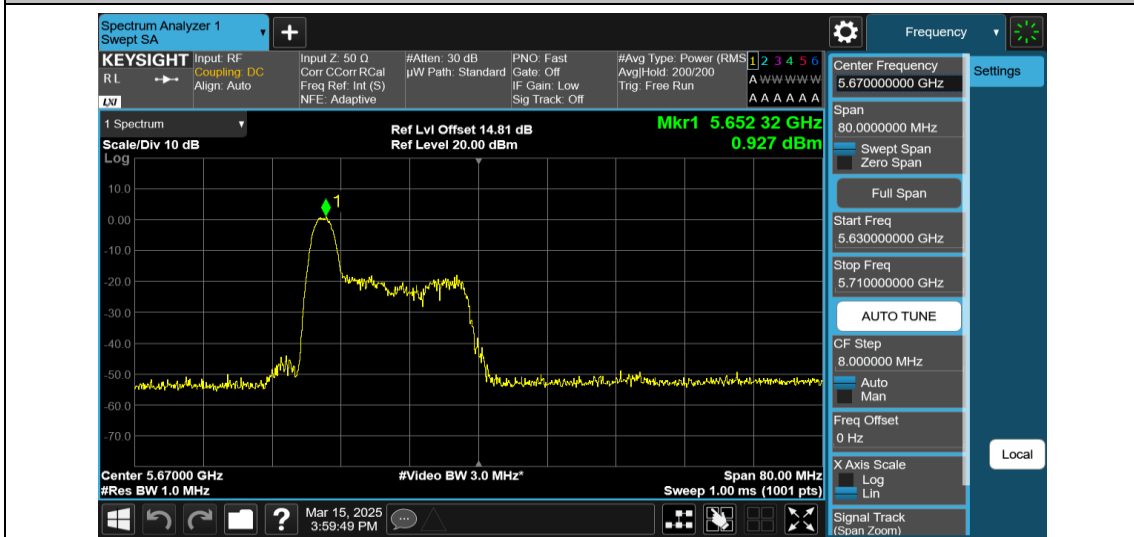 Spectrum Analyzer 1
Swept SA
Frequency
KEYSIGHT
R L
LXI
Input: RF
Coupling: DC
Align: Auto
Input Z: 50 Ω
Corr CCorr RCal
Freq Ref: Int (S)
NFE: Adaptive
#Atten: 30 dB
µW Path: Standard
PNO: Fast
Gate: Off
IF Gain: Low
Sig Track: Off
#Avg Type: Power (RMS
Avg|Hold: 200/200
Trig: Free Run
1 2 3 4 5 6
A W W W W W
A A A A A A
1 Spectrum
Scale/Div 10 dB
Log
Ref Lvl Offset 14.81 dB
Ref Level 20.00 dBm
Mkr1 5.652 32 GHz
0.927 dBm
1
10.0
0.00
-10.0
-20.0
-30.0
-40.0
-50.0
-60.0
-70.0
Center 5.67000 GHz
#Res BW 1.0 MHz
#Video BW 3.0 MHz*
Span 80.00 MHz
Sweep 1.00 ms (1001 pts)
Mar 15, 2025
3:59:49 PM
Center Frequency
5.670000000 GHz
Span
80.0000000 MHz
Swept Span
Zero Span
Full Span
Start Freq
5.630000000 GHz
Stop Freq
5.710000000 GHz
AUTO TUNE
CF Step
8.000000 MHz
Auto
Man
Freq Offset
0 Hz
X Axis Scale
Log
Lin
Signal Track
(Span Zoom)
Settings
Local